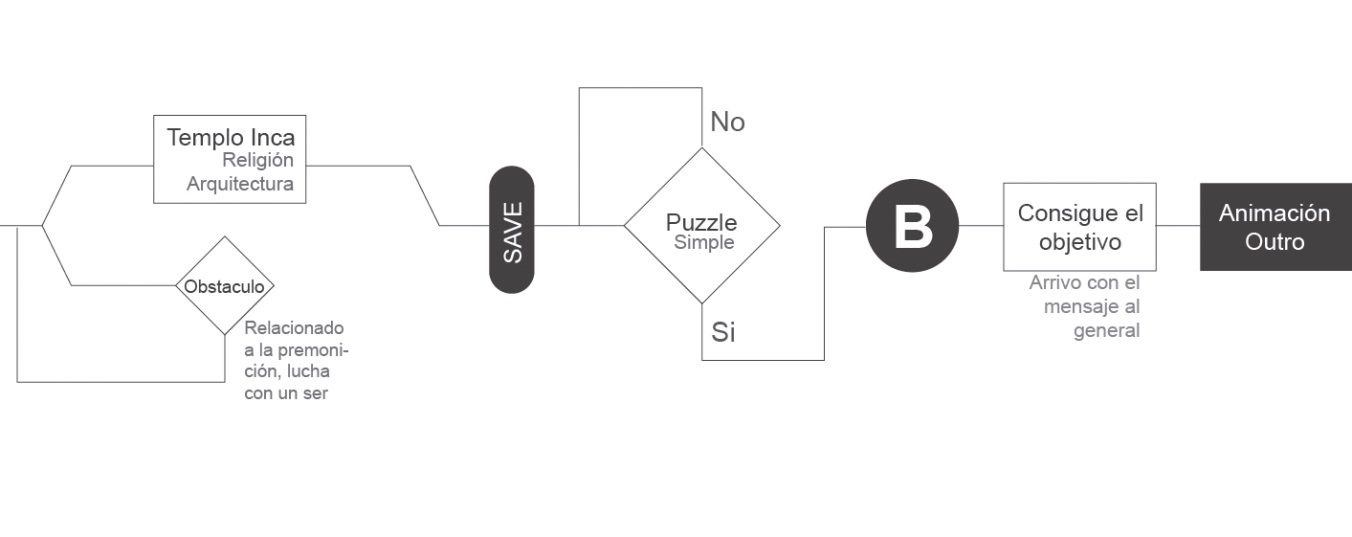 Templo Inca
Religión
Arquitectura
Obstaculo
Relacionado
a la premoni-
ción, lucha
con un ser
SAVE
No
Puzzle
Simple
Si
B
Consigue el
objetivo
Arrivo con el
mensaje al
general
Animación
Outro